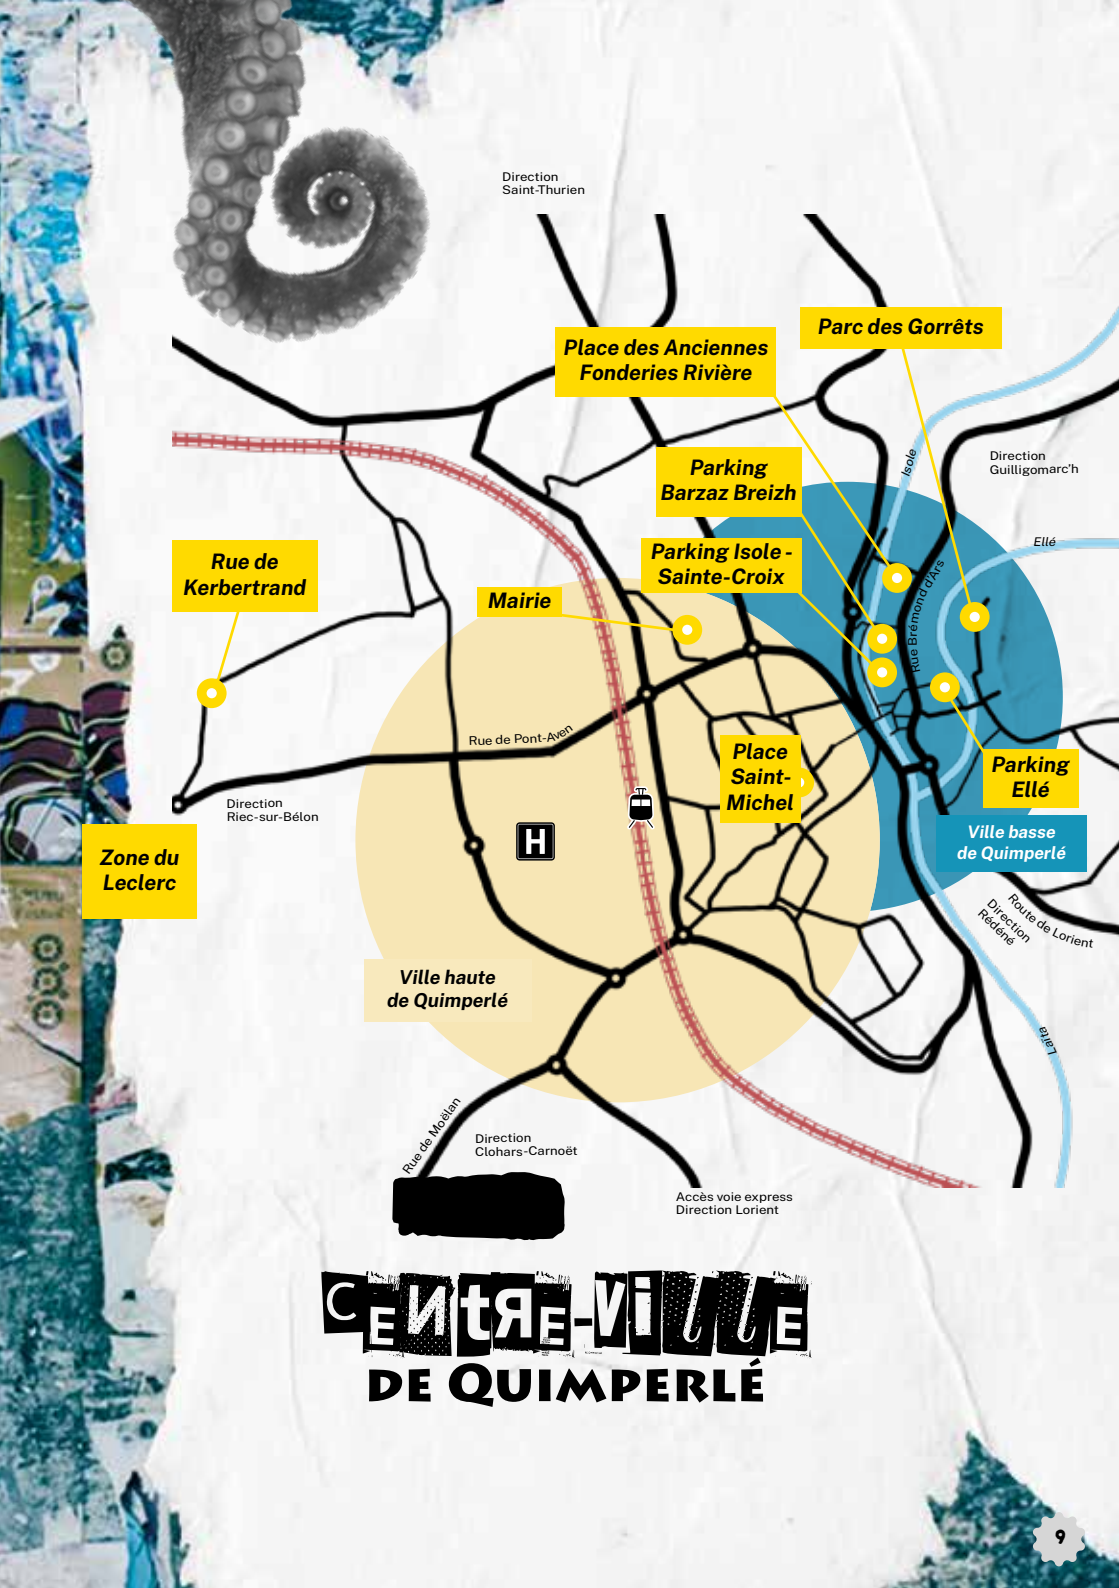 Direction
Saint-Thurien
Parc des Gorrêts
Place des Anciennes
Fonderies Rivière
Isole
Direction
Guilligomarc'h
Parking
Barzaz Breizh
Ellé
Parking Isole -
Sainte-Croix
Rue de
Kerbertrand
Mairie
Rue Brémond d'Ars
Rue de Pont-Aven
Place
Saint-
Michel
Parking
Ellé
Direction
Riec-sur-Bélon
H
Ville basse
de Quimperlé
Zone du
Leclerc
Route de Lorient
Direction
Rédéné
Ville haute
de Quimperlé
Laïta
Rue de Moëlan
Direction
Clohars-Carnoët
Accès voie express
Direction Lorient
CENTRE-VILLE
DE QUIMPERLÉ
9